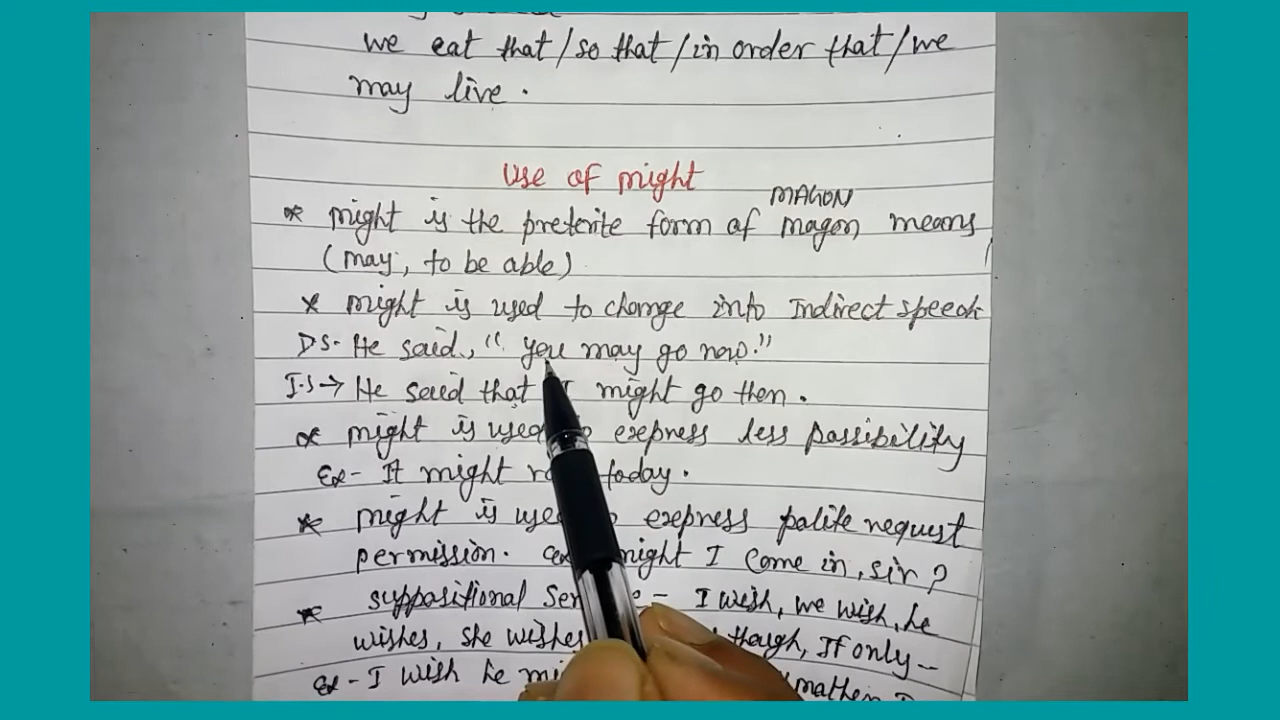 we eat that/so that/in order that/we
may live.
Use of might
MAGON
* might is the preterite form of magon means
(may, to be able)
* might is used to change into Indirect speech
DS- He said, "you may go now."
I.S → He said that I might go then.
* might is used to express less possibility
Ex- It might today.
* might is used to express polite request
permission. might I come in, sir?
* suppositional - I wish, we wish, he
wishes, she wishes though, If only-
Ex- I wish he